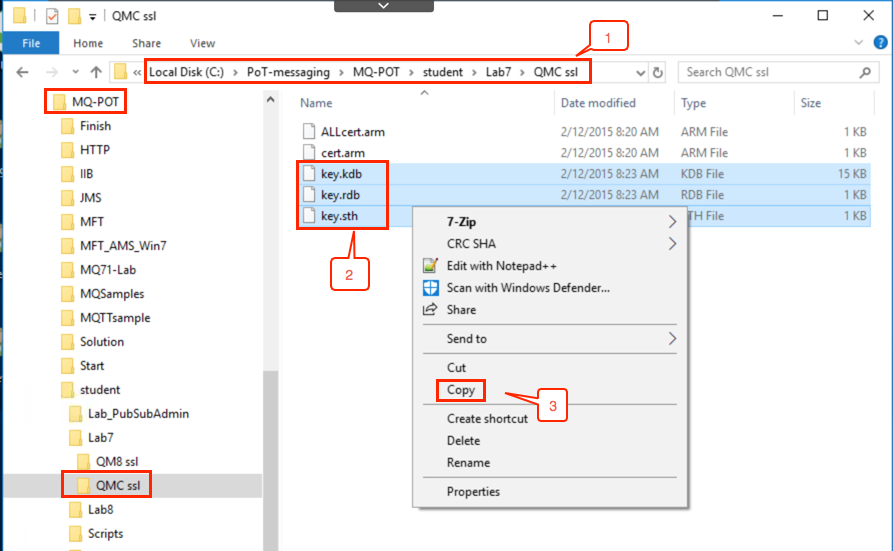 QMC ssl
File Home Share View
1
« Local Disk (C:) > PoT-messaging > MQ-POT > student > Lab7 > QMC ssl
Search QMC ssl
MQ-POT
Finish
HTTP
IIB
JMS
MFT
MFT_AMS_Win7
MQ71-Lab
MQSamples
MQTTsample
Solution
Start
student
Lab_PubSubAdmin
Lab7
QM8 ssl
QMC ssl
Lab8
Scripts
Name Date modified Type Size
ALLcert.arm 2/12/2015 8:20 AM ARM File 1 KB
cert.arm 2/12/2015 8:20 AM ARM File 1 KB
key.kdb 2/12/2015 8:23 AM KDB File 15 KB
key.rdb 2/12/2015 8:23 AM RDB File 1 KB
key.sth TH File 1 KB
2
7-Zip
CRC SHA
Edit with Notepad++
Scan with Windows Defender...
Share
Send to
Cut
Copy
3
Create shortcut
Delete
Rename
Properties